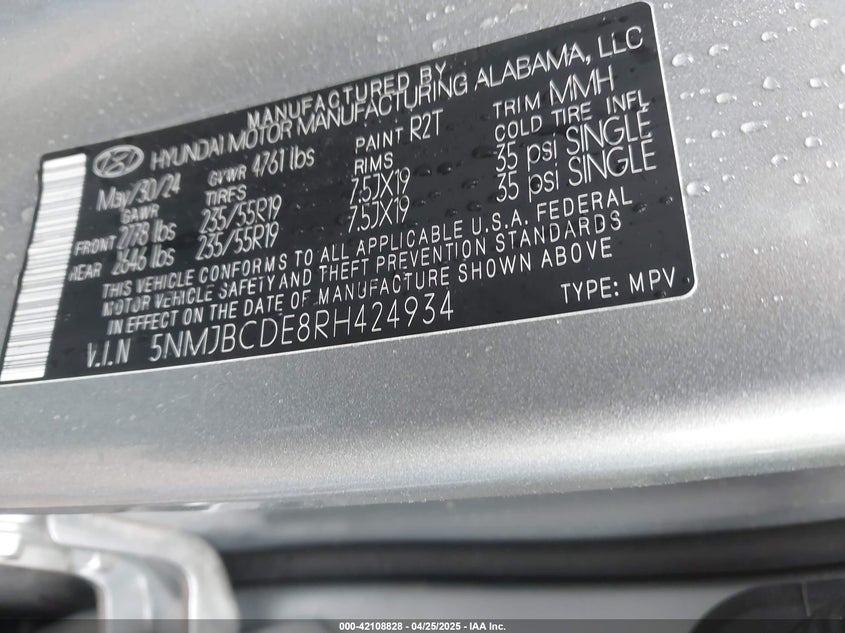 MANUFACTURED BY
HYUNDAI MOTOR MANUFACTURING ALABAMA, LLC
May/30/24 GVWR 4761 lbs PAINT R2T TRIM MMH
GAWR TIRES RIMS COLD TIRE INFL
FRONT 2778 lbs 235/55R19 7.5JX19 35 psi SINGLE
REAR 2646 lbs 235/55R19 7.5JX19 35 psi SINGLE
THIS VEHICLE CONFORMS TO ALL APPLICABLE U.S.A. FEDERAL
MOTOR VEHICLE SAFETY AND THEFT PREVENTION STANDARDS
IN EFFECT ON THE DATE OF MANUFACTURE SHOWN ABOVE
V.I.N 5NMJBCDE8RH424934 TYPE: MPV
000-42108828 - 04/25/2025 - IAA Inc.